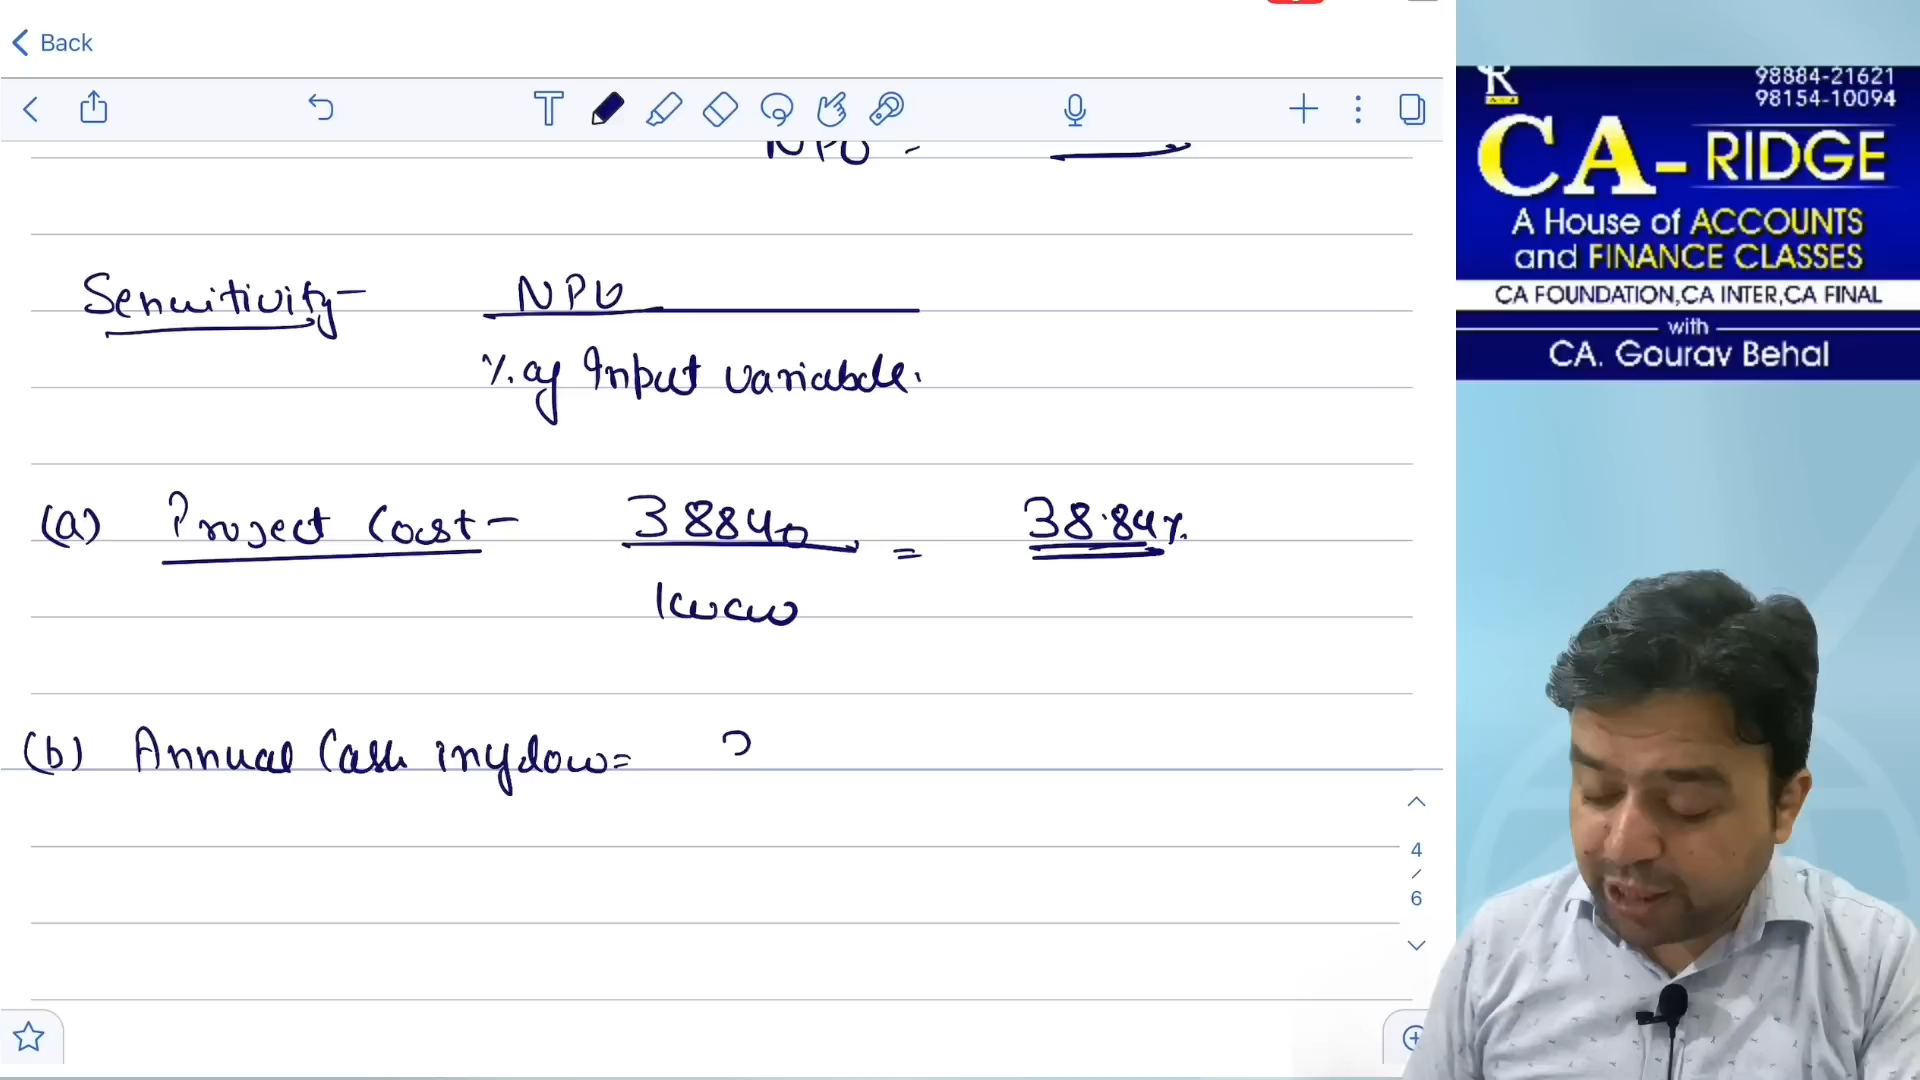 Back
NPV =
Sensitivity- NPV
%. of Input variable.
(a) Project Cost- 38840 = 38.84%.
100000
(b) Annual Cash inflow= 3
4
/
6
R
98884-21621
98154-10094
CA- RIDGE
A House of ACCOUNTS
and FINANCE CLASSES
CA FOUNDATION,CA INTER,CA FINAL
with
CA. Gourav Behal